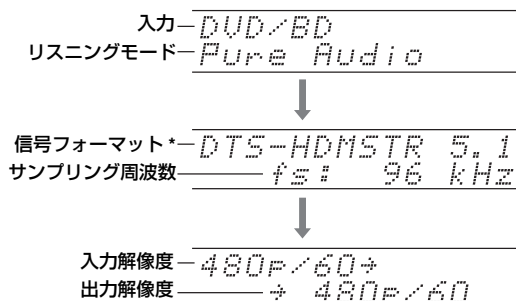 入力 DVD/BD
リスニングモード Pure Audio
信号フォーマット* DTS-HDMSTR 5.1
サンプリング周波数 fs: 96 kHz
入力解像度 480p/60→
出力解像度 → 480p/60